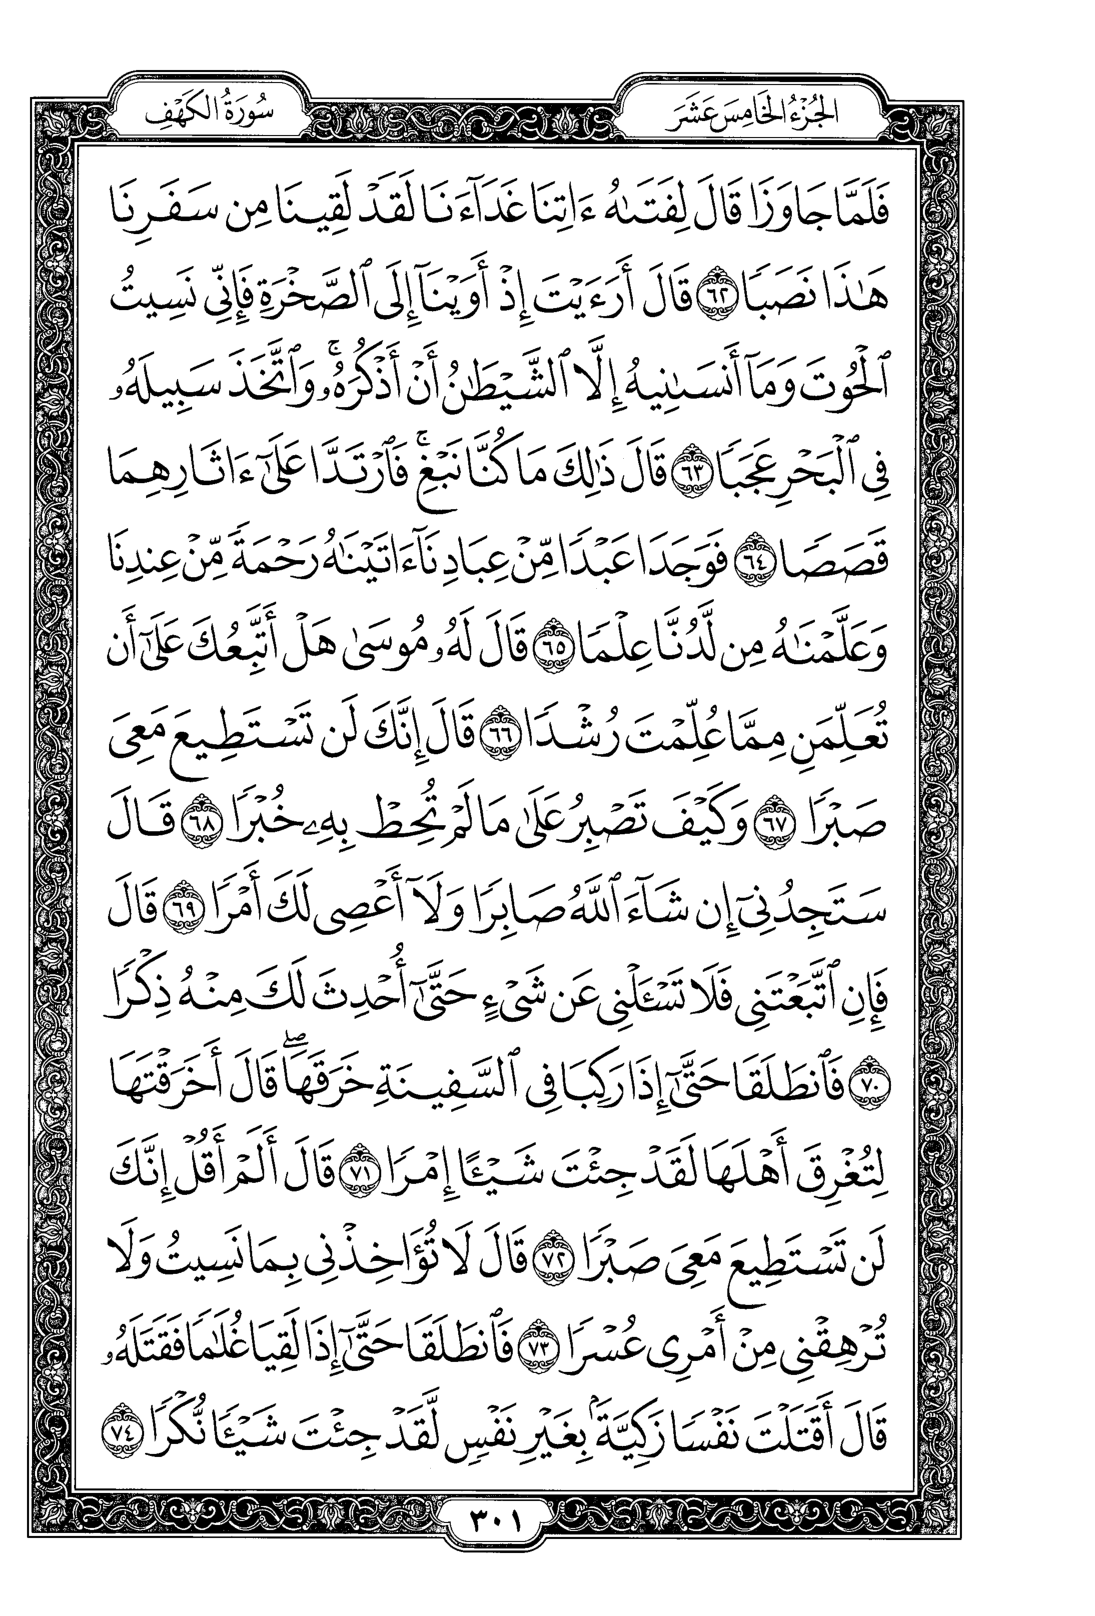 الجُزْءُ الخَامِسَ عَشَرَ
سُورَةُ الكَهْفِ
فَلَمَّا جَاوَزَا قَالَ لِفَتَىٰهُ ءَاتِنَا غَدَآءَنَا لَقَدْ لَقِينَا مِن سَفَرِنَا
هَٰذَا نَصَبًا ٦٢ قَالَ أَرَءَيْتَ إِذْ أَوَيْنَآ إِلَى ٱلصَّخْرَةِ فَإِنِّى نَسِيتُ
ٱلْحُوتَ وَمَآ أَنسَىٰنِيهُ إِلَّا ٱلشَّيْطَٰنُ أَنْ أَذْكُرَهُۥ ۚ وَٱتَّخَذَ سَبِيلَهُۥ
فِى ٱلْبَحْرِ عَجَبًا ٦٣ قَالَ ذَٰلِكَ مَا كُنَّا نَبْغِ ۚ فَٱرْتَدَّا عَلَىٰٓ ءَاثَارِهِمَا
قَصَصًا ٦٤ فَوَجَدَا عَبْدًا مِّنْ عِبَادِنَآ ءَاتَيْنَٰهُ رَحْمَةً مِّنْ عِندِنَا
وَعَلَّمْنَٰهُ مِن لَّدُنَّا عِلْمًا ٦٥ قَالَ لَهُۥ مُوسَىٰ هَلْ أَتَّبِعُكَ عَلَىٰٓ أَن
تُعَلِّمَنِ مِمَّا عُلِّمْتَ رُشْدًا ٦٦ قَالَ إِنَّكَ لَن تَسْتَطِيعَ مَعِىَ
صَبْرًا ٦٧ وَكَيْفَ تَصْبِرُ عَلَىٰ مَا لَمْ تُحِطْ بِهِۦ خُبْرًا ٦٨ قَالَ
سَتَجِدُنِىٓ إِن شَآءَ ٱللَّهُ صَابِرًا وَلَآ أَعْصِى لَكَ أَمْرًا ٦٩ قَالَ
فَإِنِ ٱتَّبَعْتَنِى فَلَا تَسْـَٔلْنِى عَن شَىْءٍ حَتَّىٰٓ أُحْدِثَ لَكَ مِنْهُ ذِكْرًا
٧٠ فَٱنطَلَقَا حَتَّىٰٓ إِذَا رَكِبَا فِى ٱلسَّفِينَةِ خَرَقَهَا ۖ قَالَ أَخَرَقْتَهَا
لِتُغْرِقَ أَهْلَهَا لَقَدْ جِئْتَ شَيْـًٔا إِمْرًا ٧١ قَالَ أَلَمْ أَقُلْ إِنَّكَ
لَن تَسْتَطِيعَ مَعِىَ صَبْرًا ٧٢ قَالَ لَا تُؤَاخِذْنِى بِمَا نَسِيتُ وَلَا
تُرْهِقْنِى مِنْ أَمْرِى عُسْرًا ٧٣ فَٱنطَلَقَا حَتَّىٰٓ إِذَا لَقِيَا غُلَٰمًا فَقَتَلَهُۥ
قَالَ أَقَتَلْتَ نَفْسًا زَكِيَّةًۢ بِغَيْرِ نَفْسٍ لَّقَدْ جِئْتَ شَيْـًٔا نُّكْرًا ٧٤
٣٠١